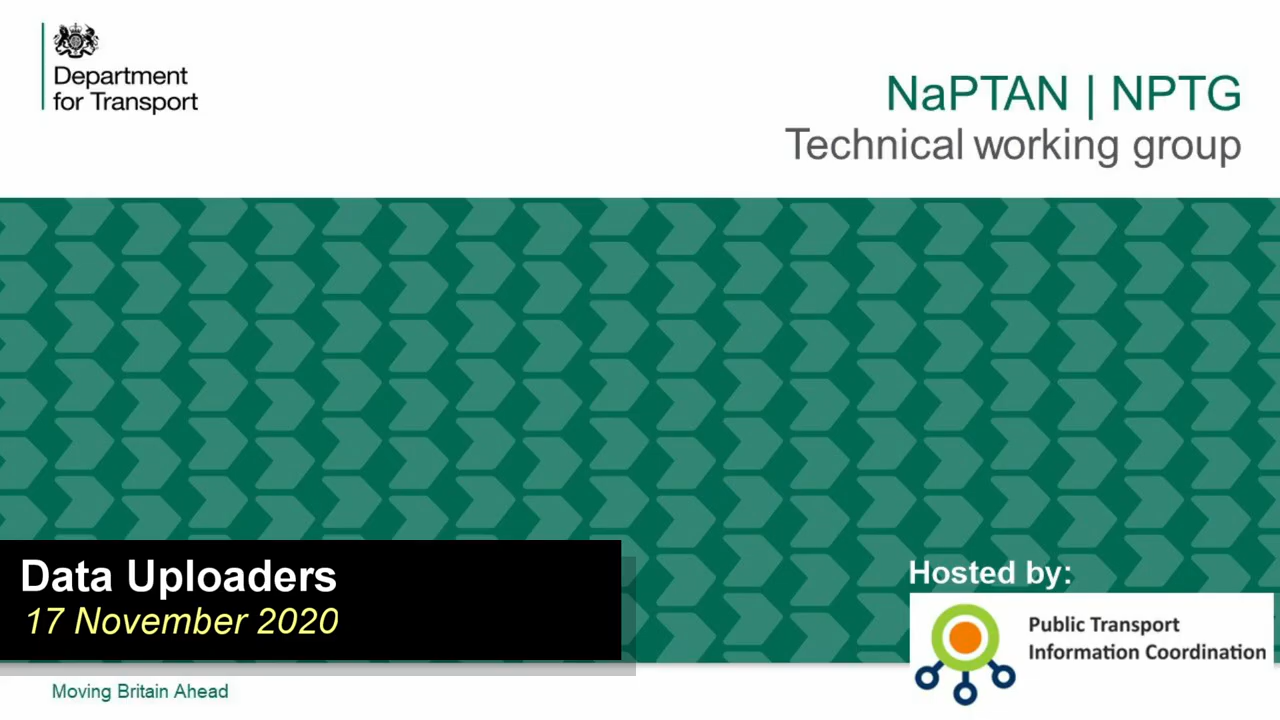 Department
for Transport
NaPTAN | NPTG
Technical working group
Data Uploaders
17 November 2020
Hosted by:
Public Transport
Information Coordination
Moving Britain Ahead